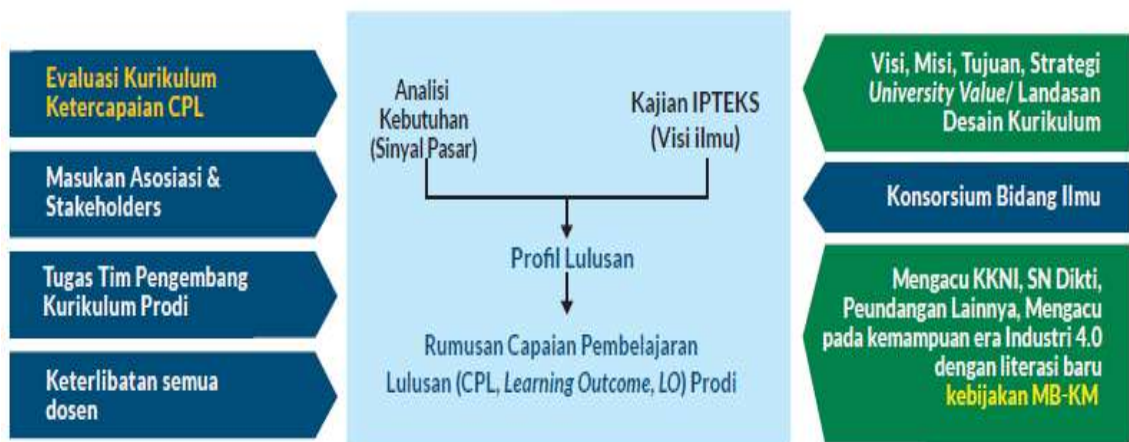 Evaluasi Kurikulum
Ketercapaian CPL
Masukan Asosiasi &
Stakeholders
Tugas Tim Pengembang
Kurikulum Prodi
Keterlibatan semua
dosen
Analisi
Kebutuhan
(Sinyal Pasar)
Kajian IPTEKS
(Visi ilmu)
Profil Lulusan
Rumusan Capaian Pembelajaran
Lulusan (CPL, Learning Outcome, LO) Prodi
Visi, Misi, Tujuan, Strategi
University Value/ Landasan
Desain Kurikulum
Konsorsium Bidang Ilmu
Mengacu KKNI, SN Dikti,
Peundangan Lainnya, Mengacu
pada kemampuan era Industri 4.0
dengan literasi baru
kebijakan MB-KM